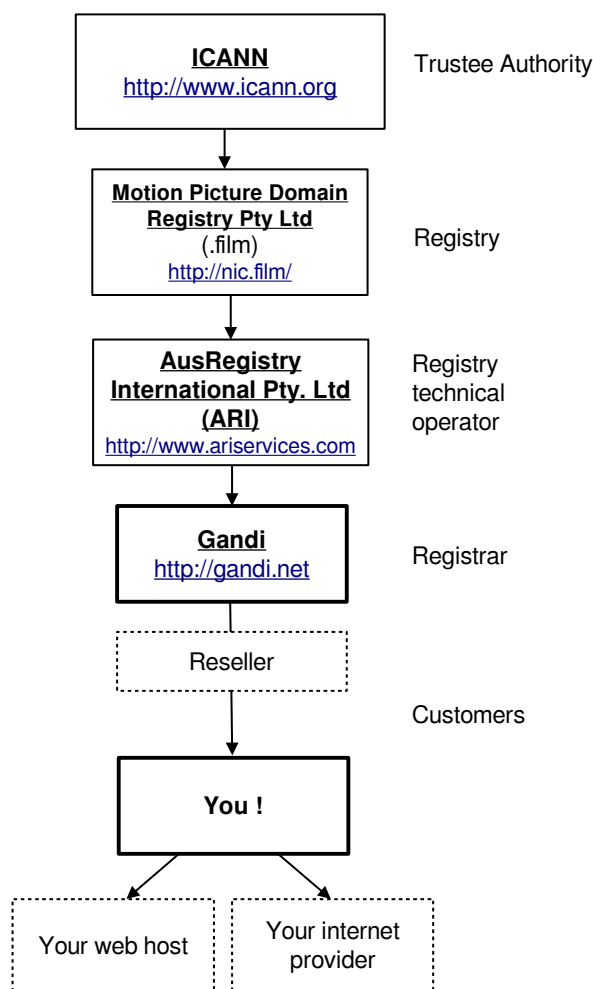 ICANN
http://www.icann.org
Trustee Authority
Motion Picture Domain
Registry Pty Ltd
(.film)
http://nic.film/
Registry
AusRegistry
International Pty. Ltd
(ARI)
http://www.ariservices.com
Registry
technical
operator
Gandi
http://gandi.net
Registrar
Reseller
Customers
You !
Your web host
Your internet
provider